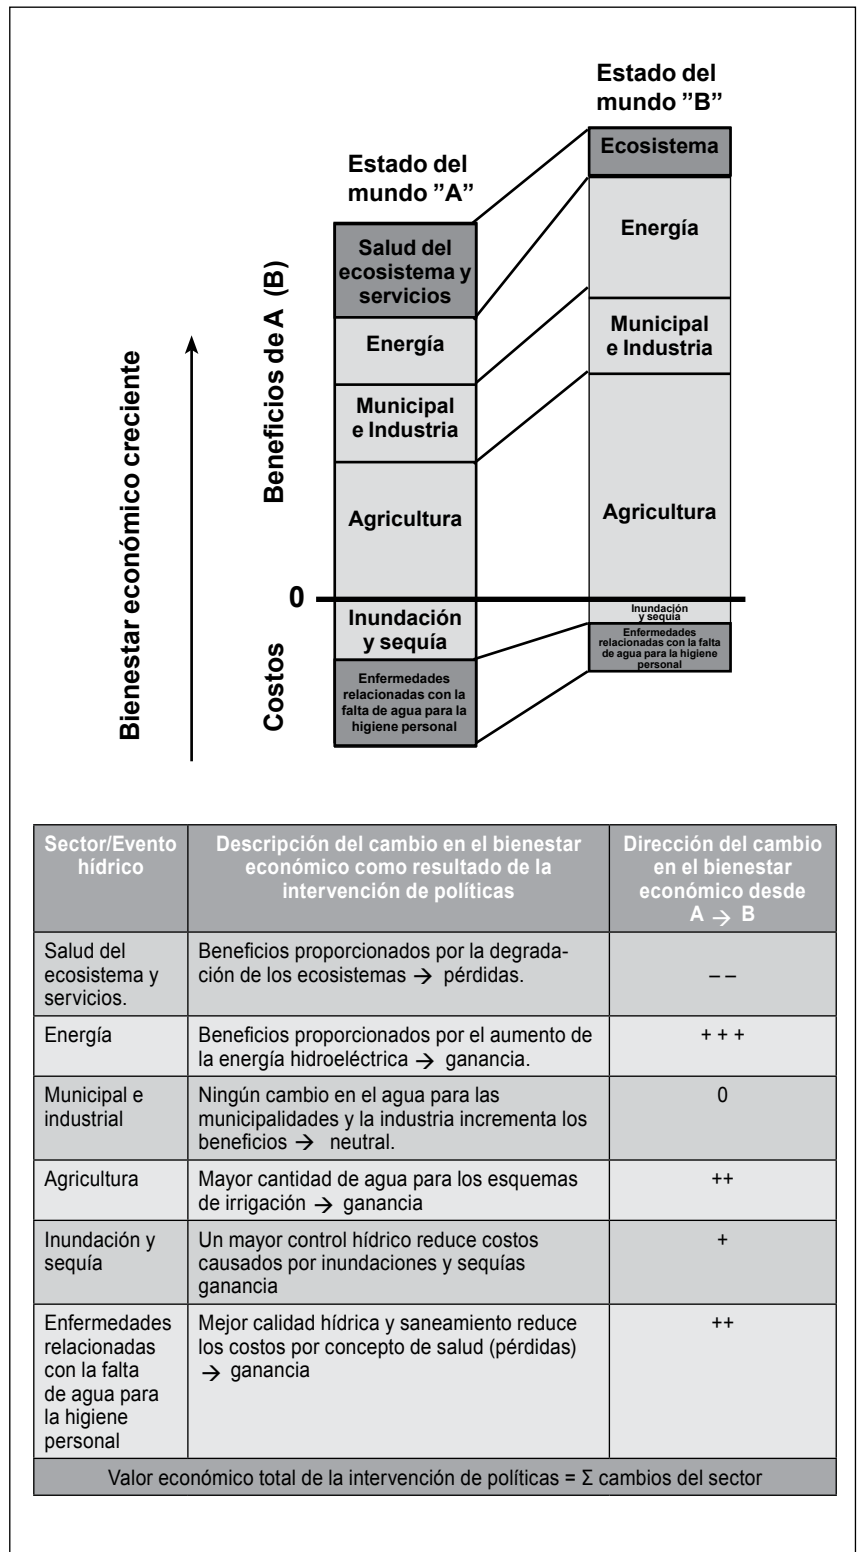 Estado del
mundo ”B”
Estado del
mundo ”A”
Bienestar económico creciente
Beneficios de A (B)
Costos
0
Salud del
ecosistema y
servicios
Energía
Municipal
e Industria
Agricultura
Inundación
y sequía
Enfermedades
relacionadas con la
falta de agua para la
higiene personal
Ecosistema
Energía
Municipal
e Industria
Agricultura
Inundación
y sequía
Enfermedades
relacionadas con la falta
de agua para la higiene
personal
Sector/Evento
hídrico
Descripción del cambio en el bienestar
económico como resultado de la
intervención de políticas
Dirección del cambio
en el bienestar
económico desde
A → B
Salud del
ecosistema y
servicios.
Beneficios proporcionados por la degrada-
ción de los ecosistemas → pérdidas.
– –
Energía
Beneficios proporcionados por el aumento de
la energía hidroeléctrica → ganancia.
+ + +
Municipal e
industrial
Ningún cambio en el agua para las
municipalidades y la industria incrementa los
beneficios → neutral.
0
Agricultura
Mayor cantidad de agua para los esquemas
de irrigación → ganancia
++
Inundación y
sequía
Un mayor control hídrico reduce costos
causados por inundaciones y sequías
ganancia
+
Enfermedades
relacionadas
con la falta
de agua para
la higiene
personal
Mejor calidad hídrica y saneamiento reduce
los costos por concepto de salud (pérdidas)
→ ganancia
++
Valor económico total de la intervención de políticas = Σ cambios del sector